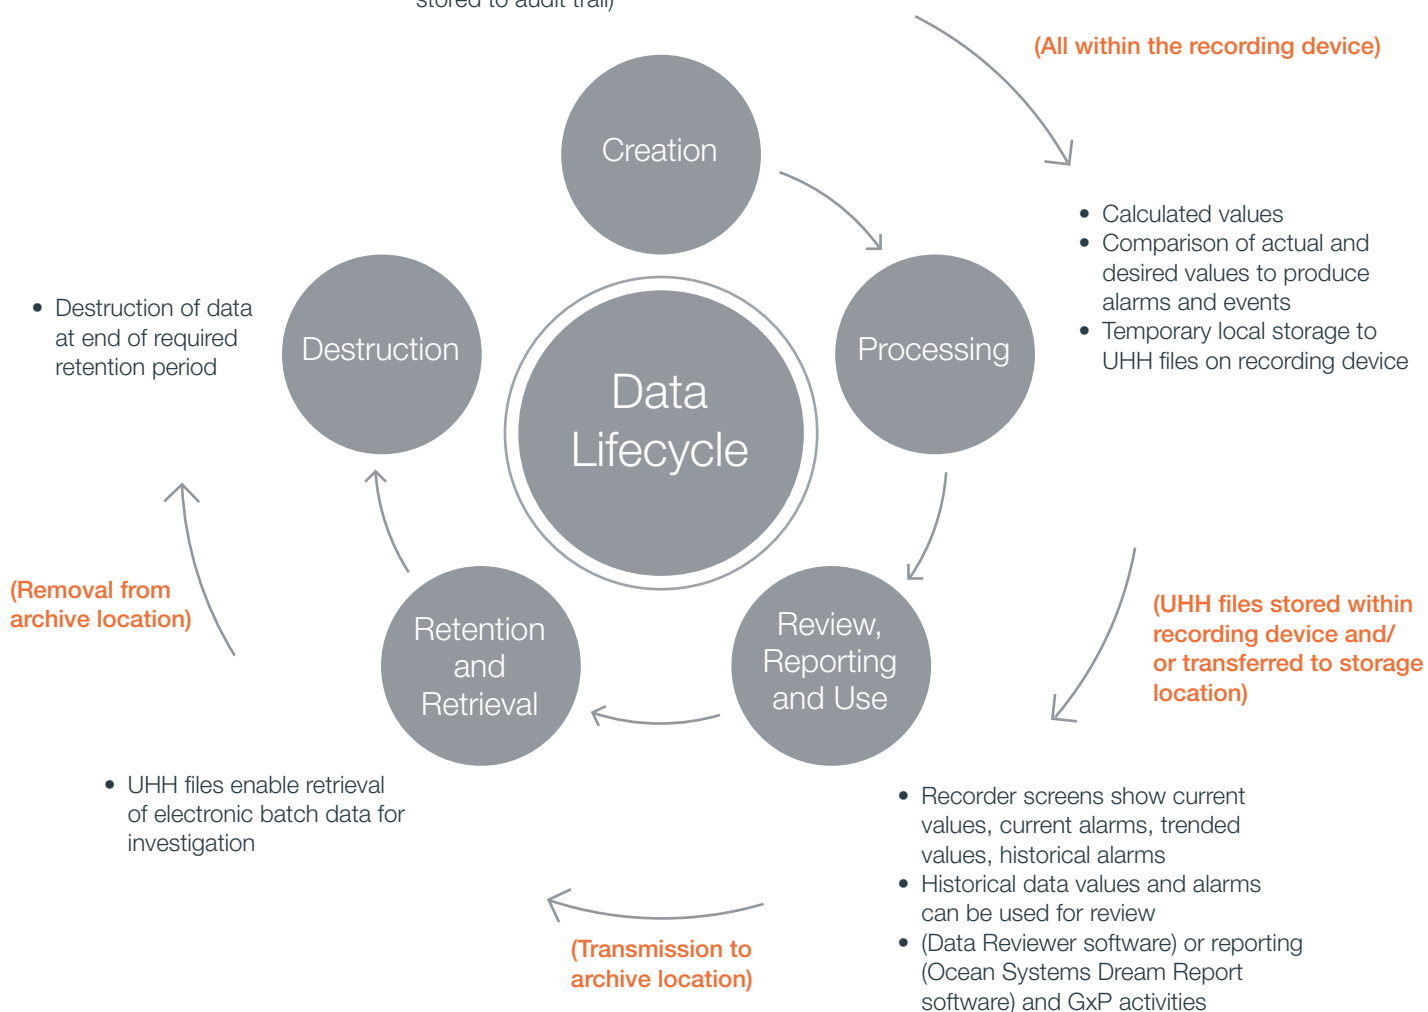 stored to audit trail)
(All within the recording device)
Creation
• Calculated values
• Comparison of actual and
desired values to produce
alarms and events
• Temporary local storage to
UHH files on recording device
Processing
Data
Lifecycle
Destruction
• Destruction of data
at end of required
retention period
(UHH files stored within
recording device and/
or transferred to storage
location)
Review,
Reporting
and Use
• Recorder screens show current
values, current alarms, trended
values, historical alarms
• Historical data values and alarms
can be used for review
• (Data Reviewer software) or reporting
(Ocean Systems Dream Report
software) and GxP activities
(Transmission to
archive location)
Retention
and
Retrieval
• UHH files enable retrieval
of electronic batch data for
investigation
(Removal from
archive location)